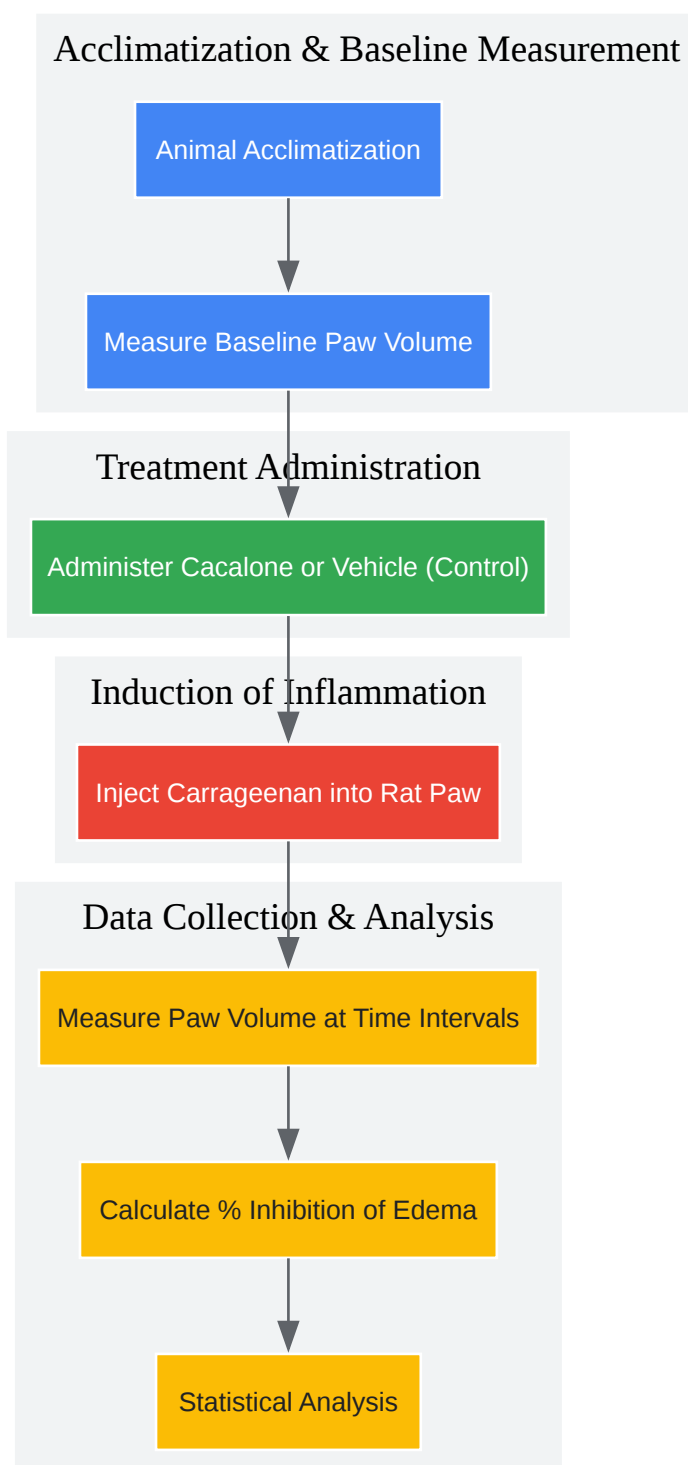 Acclimatization & Baseline Measurement
Animal Acclimatization
Measure Baseline Paw Volume
Treatment Administration
Administer Cacalone or Vehicle (Control)
Induction of Inflammation
Inject Carrageenan into Rat Paw
Data Collection & Analysis
Measure Paw Volume at Time Intervals
Calculate % Inhibition of Edema
Statistical Analysis